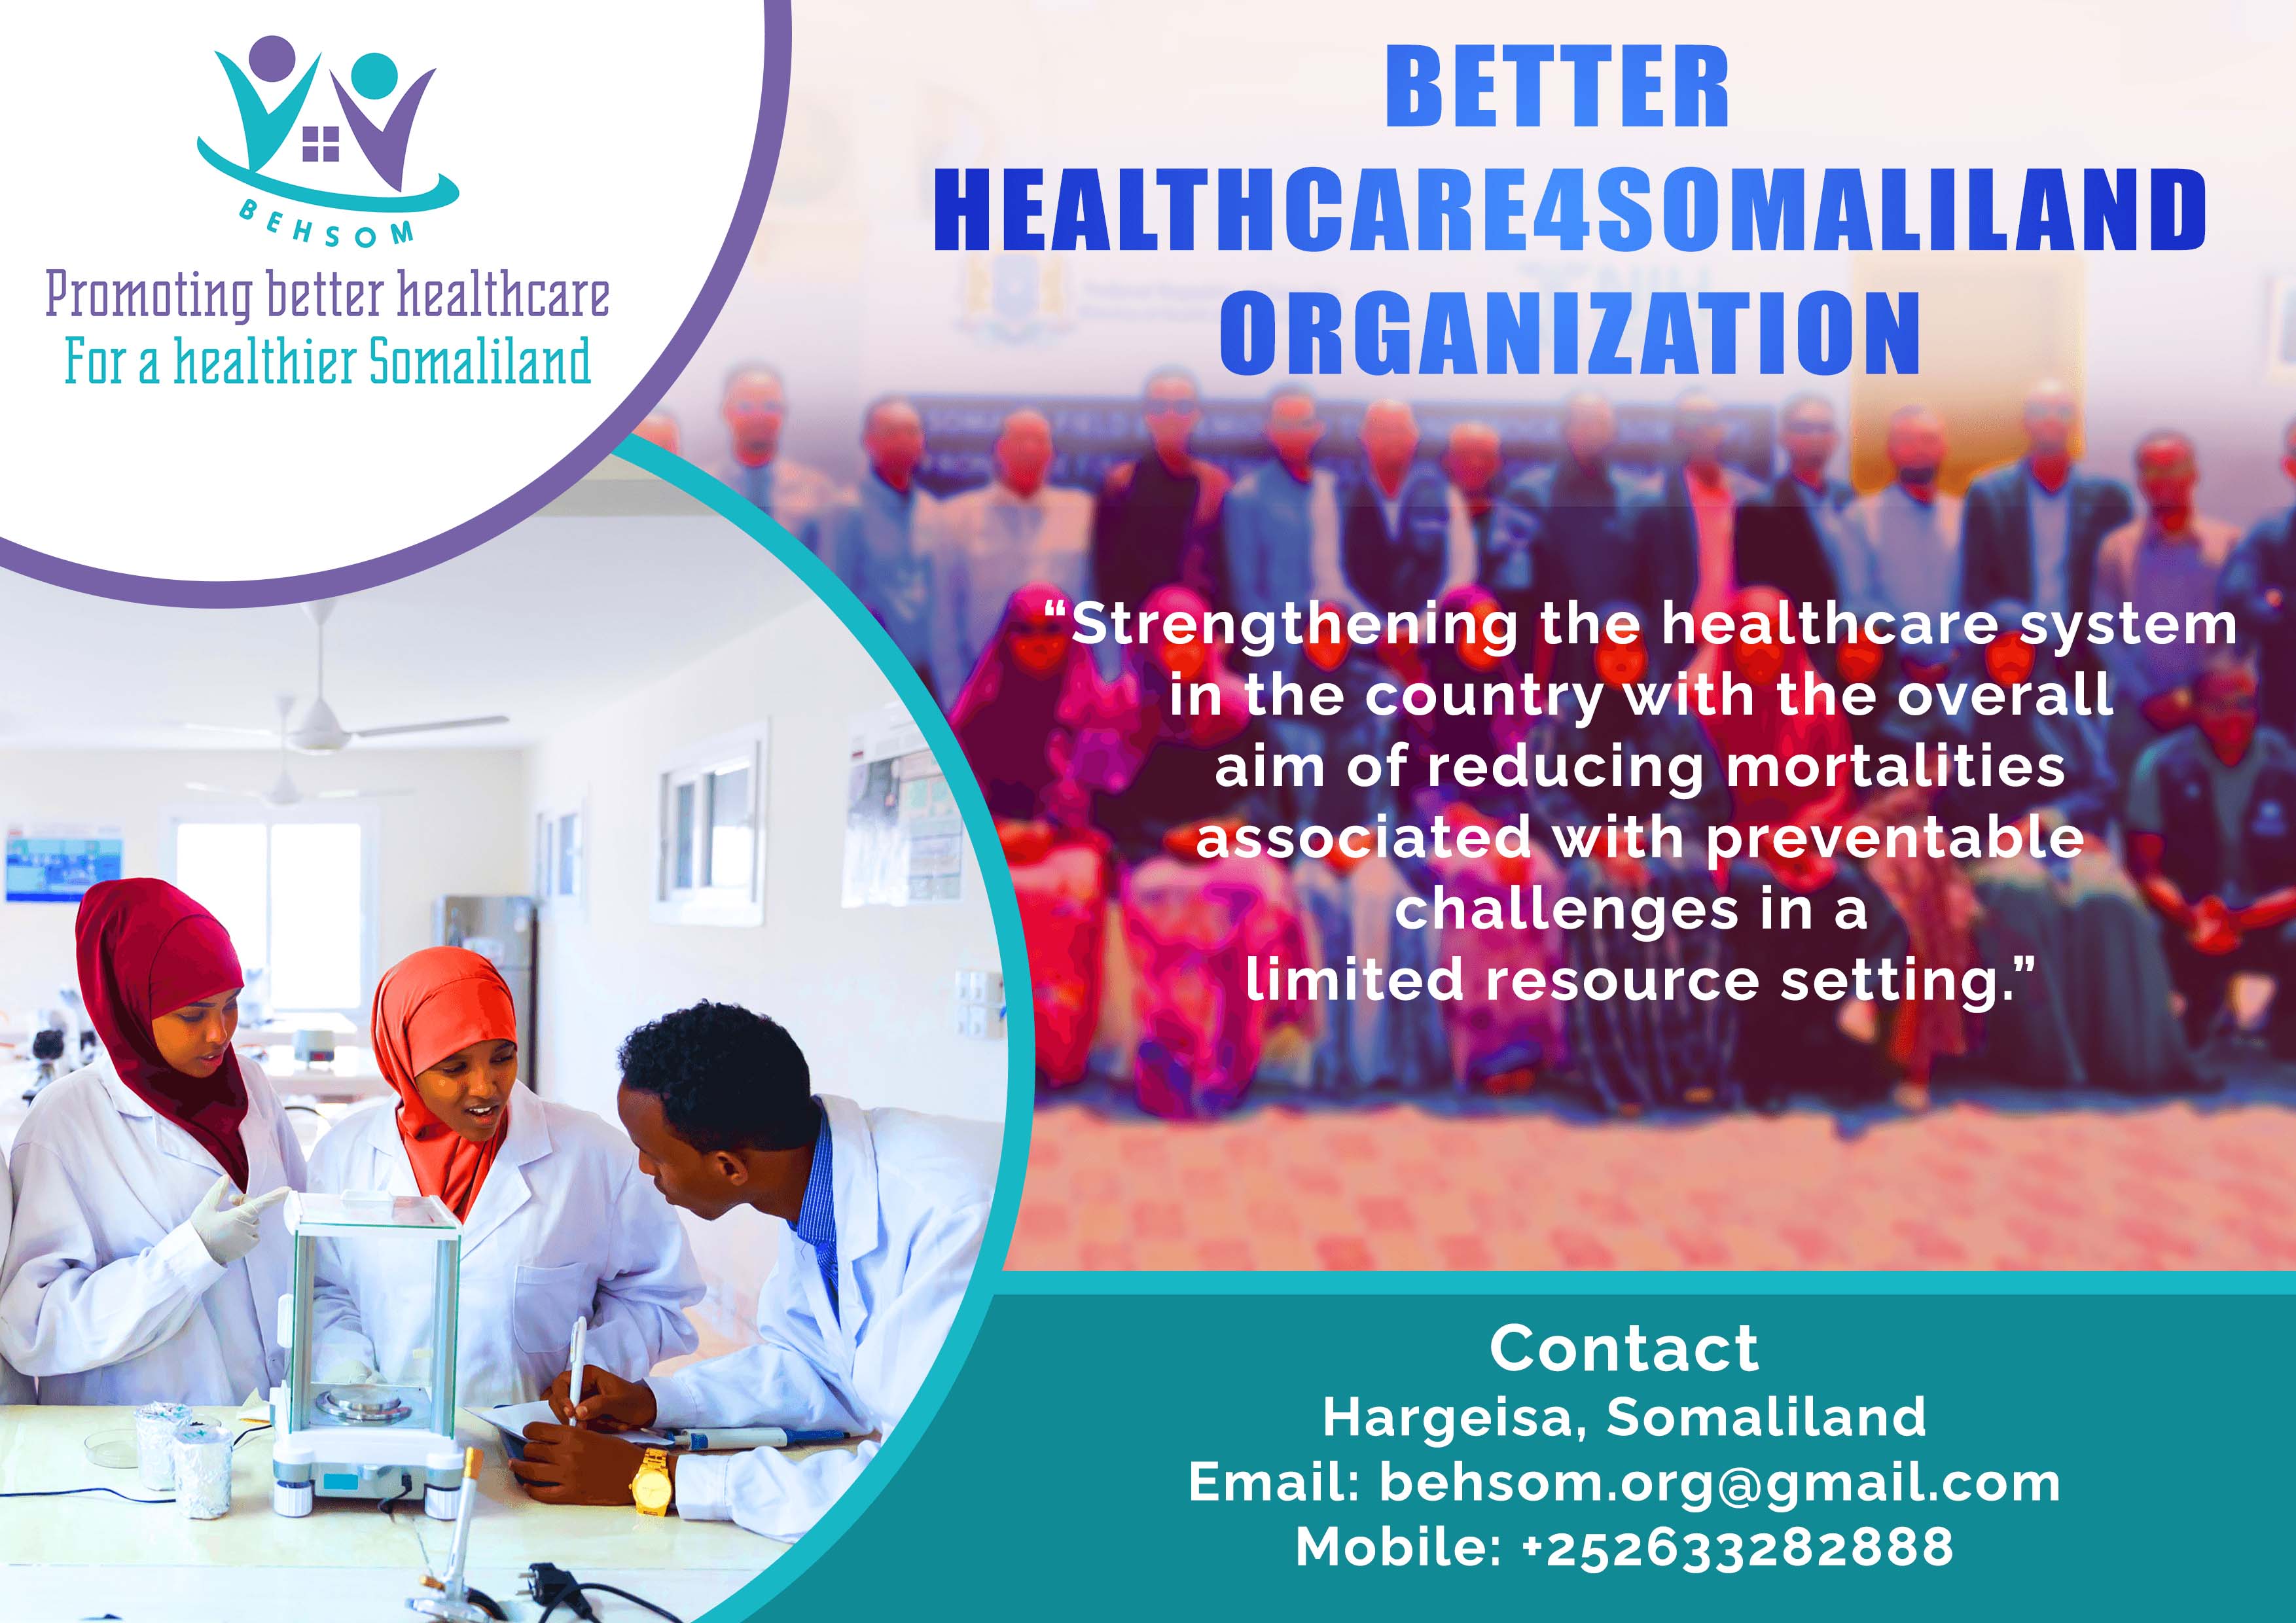 BEHSOM
Promoting better healthcare
For a healthier Somaliland
BETTER
HEALTHCARE4SOMALILAND
ORGANIZATION
“Strengthening the healthcare system
in the country with the overall
aim of reducing mortalities
associated with preventable
challenges in a
limited resource setting.”
Contact
Hargeisa, Somaliland
Email: behsom.org@gmail.com
Mobile: +252633282888